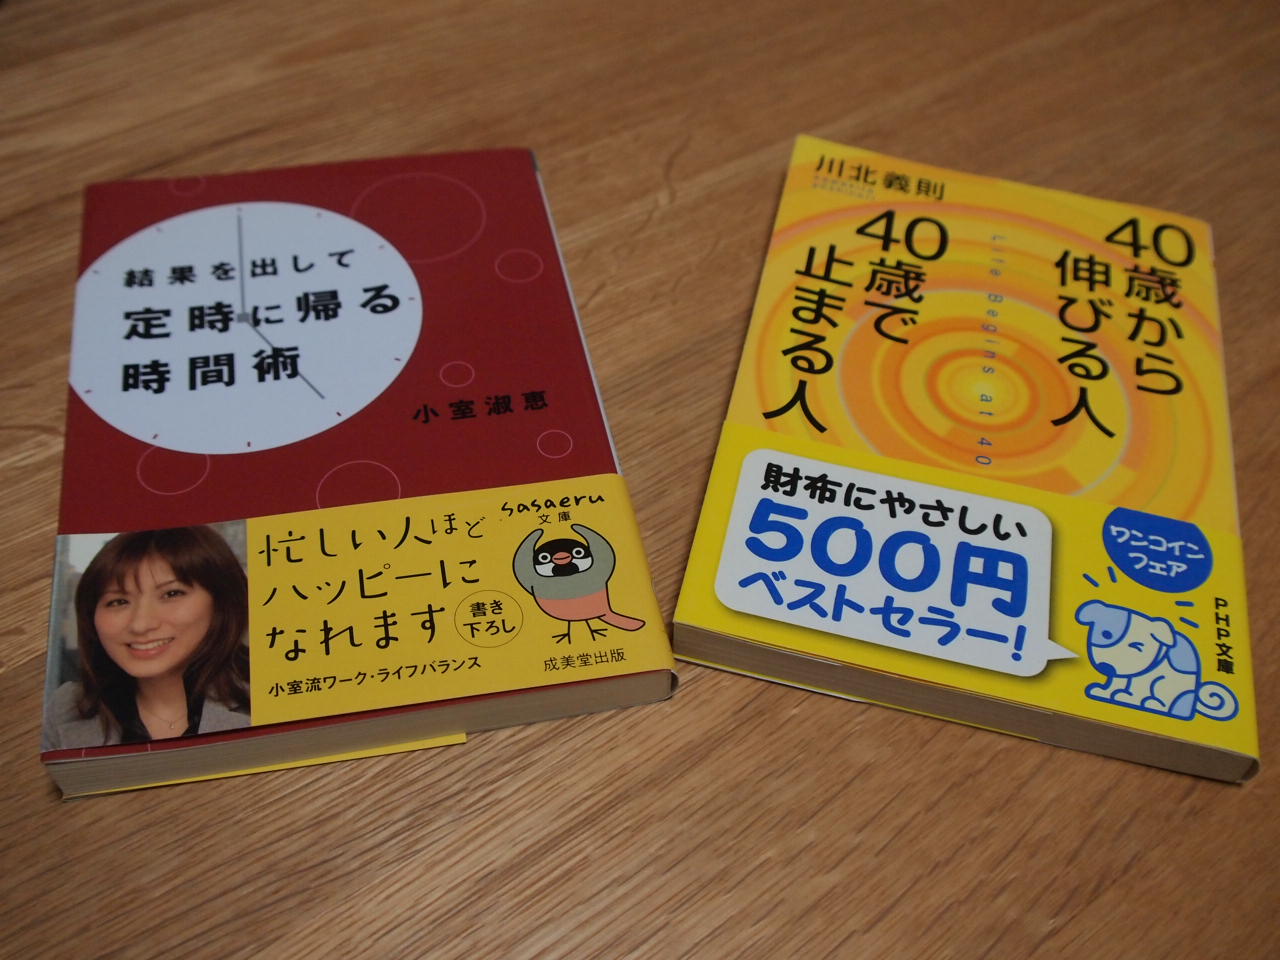 結果を出して
定時に帰る
時間術
小室淑恵
忙しい人ほど
ハッピーに
なれます
書き
下ろし
小室流ワーク・ライフバランス
sasaeru
文庫
成美堂出版
川北義則
40歳から
伸びる人
40歳で
止まる人
Life Begins at 40
財布にやさしい
500円
ベストセラー!
ワンコイン
フェア
PHP文庫